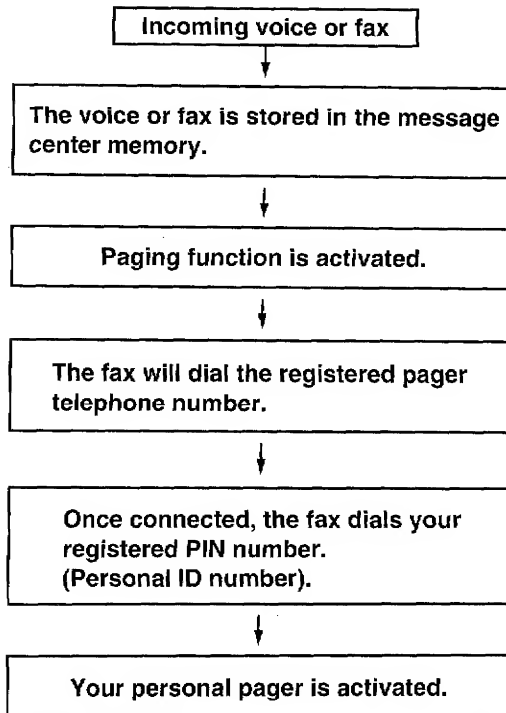 Incoming voice or fax
The voice or fax is stored in the message
center memory.
Paging function is activated.
The fax will dial the registered pager
telephone number.
Once connected, the fax dials your
registered PIN number.
(Personal ID number).
Your personal pager is activated.